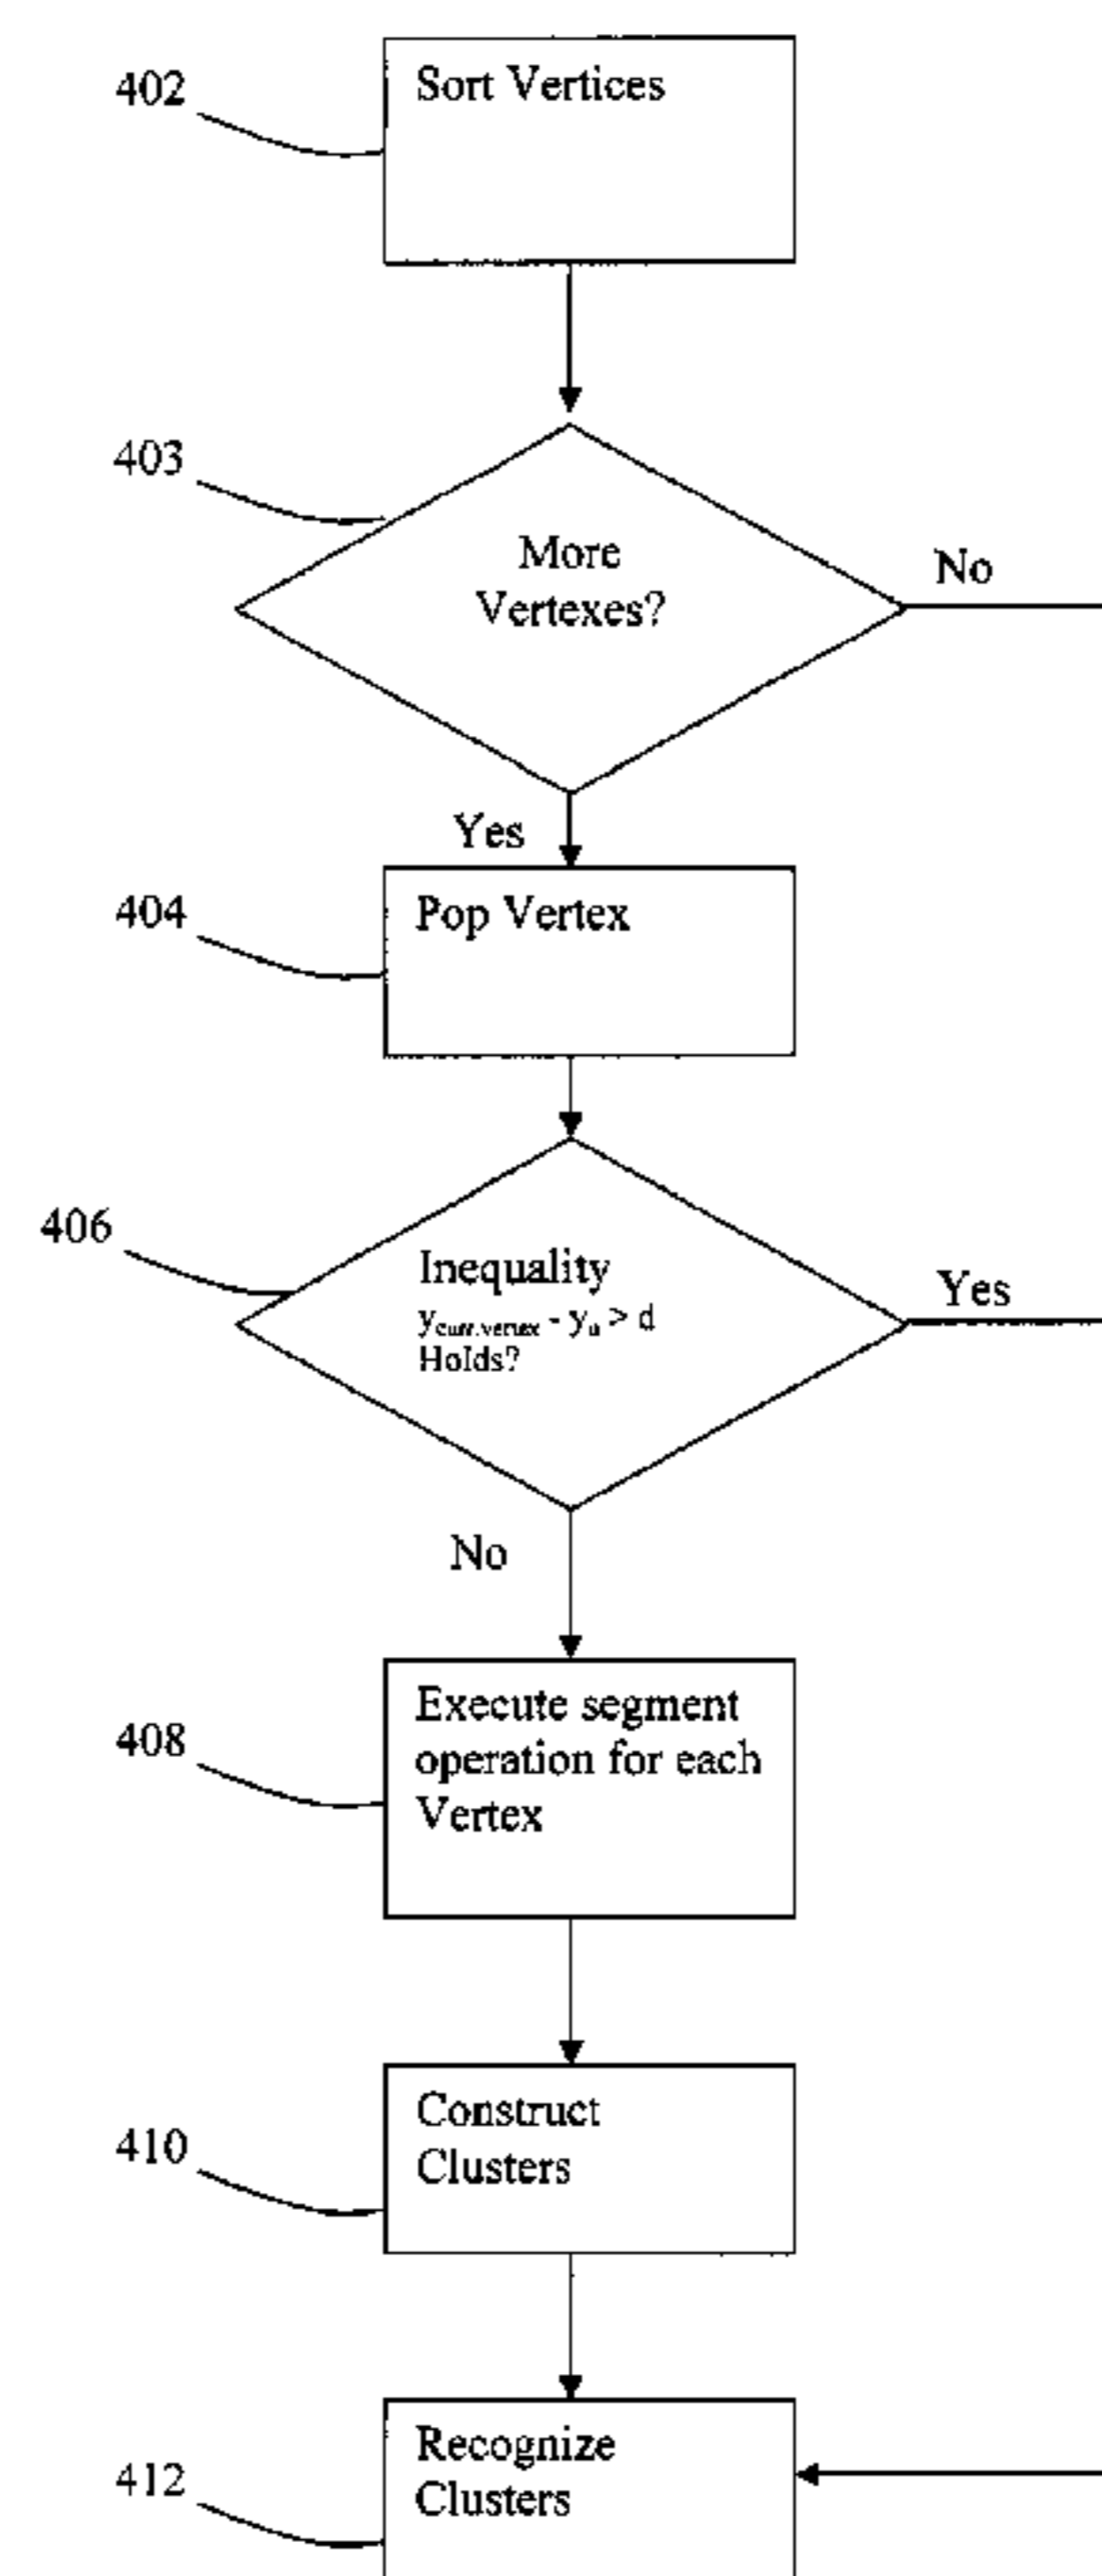 402
Sort Vertices
403
More
Vertexes?
No
Yes
404
Pop Vertex
406
Inequality
y_curr.vertex - y_u > d
Holds?
Yes
No
408
Execute segment
operation for each
Vertex
410
Construct
Clusters
412
Recognize
Clusters